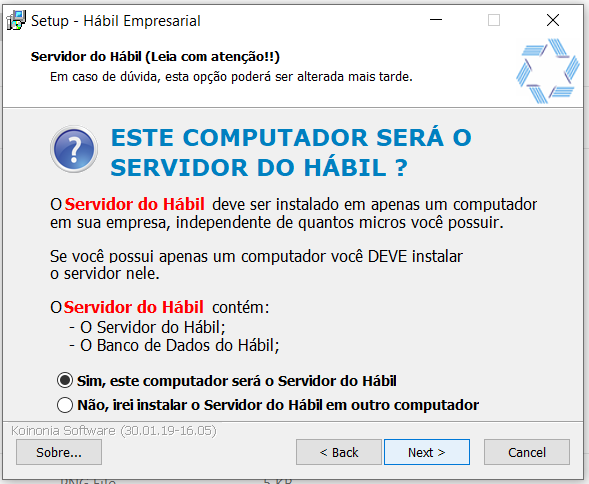 Setup - Hábil Empresarial
Servidor do Hábil (Leia com atenção!!)
Em caso de dúvida, esta opção poderá ser alterada mais tarde.
ESTE COMPUTADOR SERÁ O
SERVIDOR DO HÁBIL ?
O Servidor do Hábil deve ser instalado em apenas um computador
em sua empresa, independente de quantos micros você possuir.
Se você possui apenas um computador você DEVE instalar
o servidor nele.
O Servidor do Hábil contém:
- O Servidor do Hábil;
- O Banco de Dados do Hábil;
Sim, este computador será o Servidor do Hábil
Não, irei instalar o Servidor do Hábil em outro computador
Koinonia Software (30.01.19-16.05)
Sobre... < Back Next > Cancel